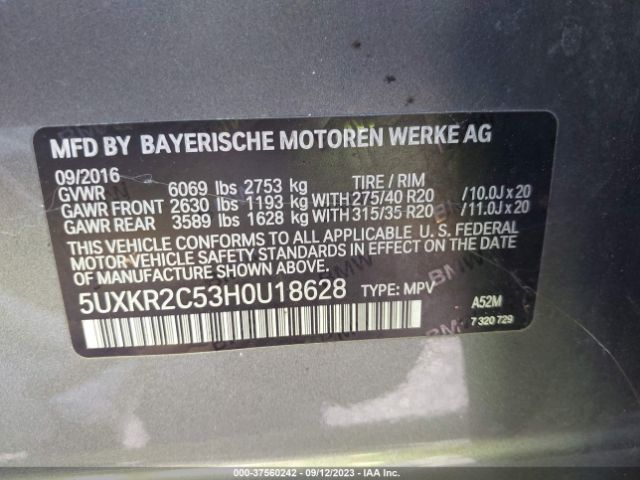 MFD BY BAYERISCHE MOTOREN WERKE AG
09/2016
GVWR 6069 lbs 2753 kg TIRE / RIM
GAWR FRONT 2630 lbs 1193 kg WITH 275/40 R20 /10.0J x 20
GAWR REAR 3589 lbs 1628 kg WITH 315/35 R20 /11.0J x 20
THIS VEHICLE CONFORMS TO ALL APPLICABLE U. S. FEDERAL
MOTOR VEHICLE SAFETY STANDARDS IN EFFECT ON THE
DATE OF MANUFACTURE SHOWN ABOVE.
5UXKR2C53H0U18628 TYPE: MPV
A52M
7 320 729
000-37560242 - 09/12/2023 - IAA Inc.